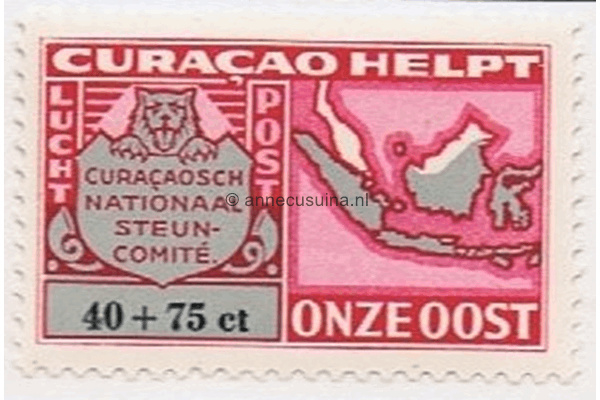 CURAÇAO HELPT
LUCHT
POST
CURAÇAOSCH
NATIONAAL
STEUN-
COMITÉ.
© annecusuina.nl
40 + 75 ct
ONZE OOST